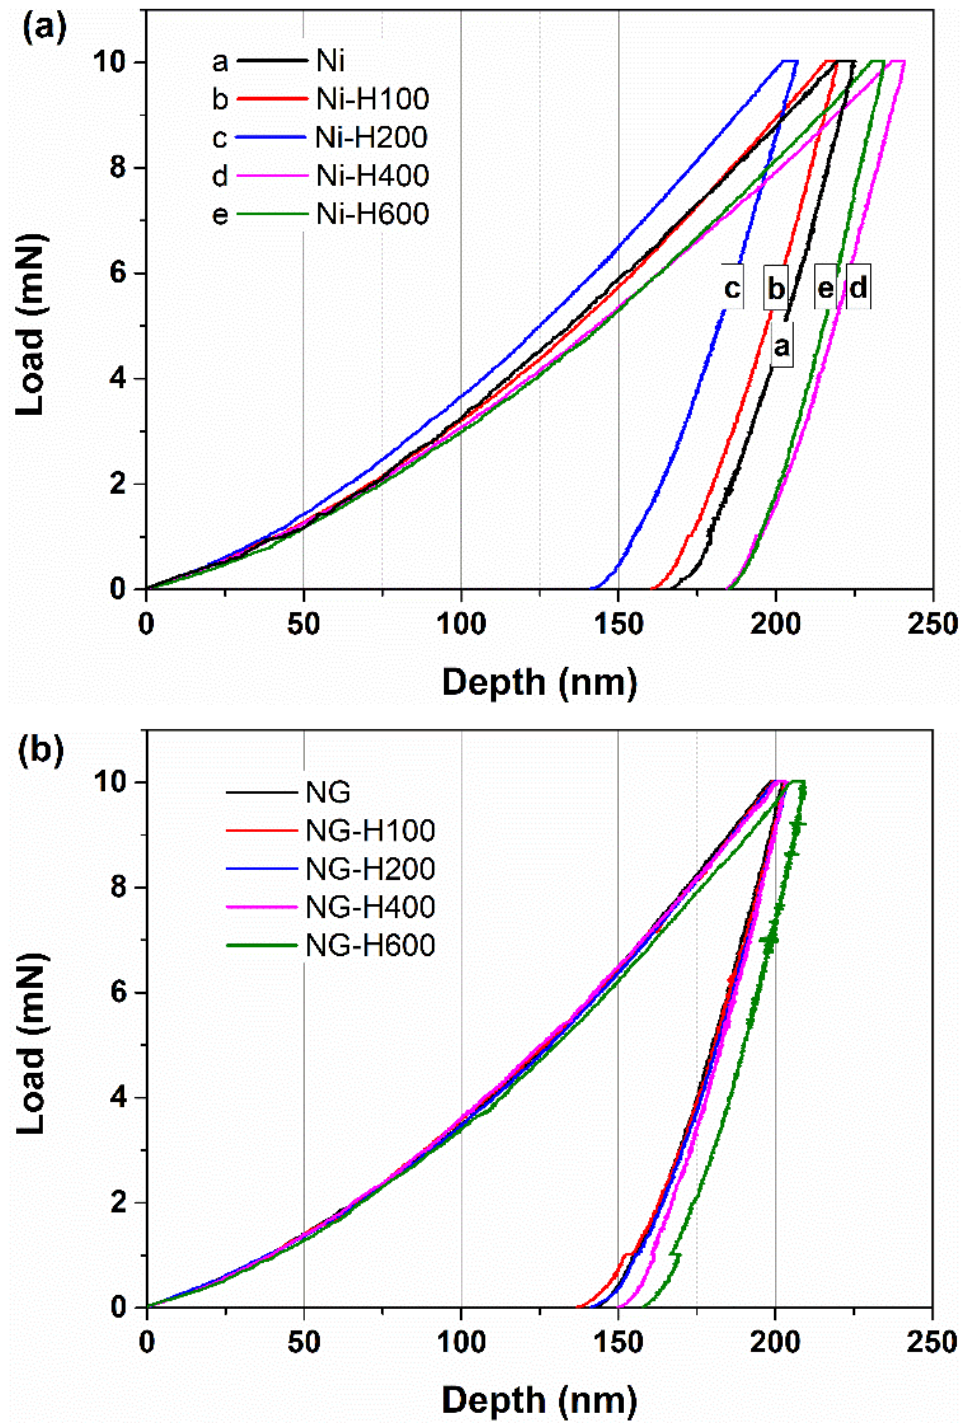 (a)
a Ni
b Ni-H100
c Ni-H200
d Ni-H400
e Ni-H600
10
8
6
4
2
0
c b e d
a
0 50 100 150 200 250
Load (mN)
Depth (nm)
(b)
NG
NG-H100
NG-H200
NG-H400
NG-H600
10
8
6
4
2
0
0 50 100 150 200 250
Load (mN)
Depth (nm)